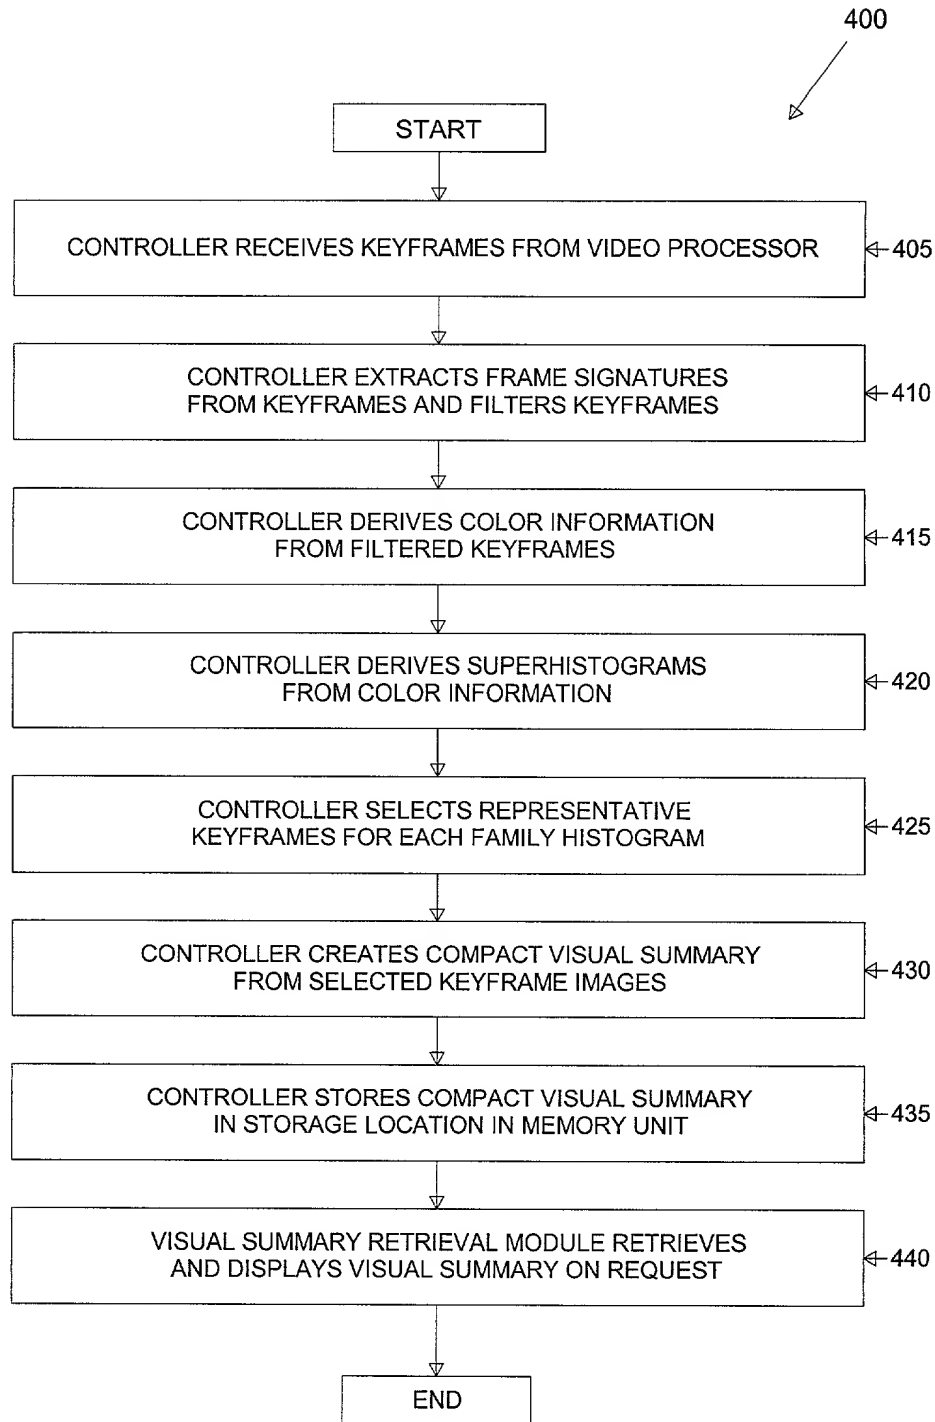 400
START
CONTROLLER RECEIVES KEYFRAMES FROM VIDEO PROCESSOR
405
CONTROLLER EXTRACTS FRAME SIGNATURES
FROM KEYFRAMES AND FILTERS KEYFRAMES
410
CONTROLLER DERIVES COLOR INFORMATION
FROM FILTERED KEYFRAMES
415
CONTROLLER DERIVES SUPERHISTOGRAMS
FROM COLOR INFORMATION
420
CONTROLLER SELECTS REPRESENTATIVE
KEYFRAMES FOR EACH FAMILY HISTOGRAM
425
CONTROLLER CREATES COMPACT VISUAL SUMMARY
FROM SELECTED KEYFRAME IMAGES
430
CONTROLLER STORES COMPACT VISUAL SUMMARY
IN STORAGE LOCATION IN MEMORY UNIT
435
VISUAL SUMMARY RETRIEVAL MODULE RETRIEVES
AND DISPLAYS VISUAL SUMMARY ON REQUEST
440
END